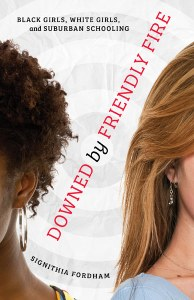 BLACK GIRLS, WHITE GIRLS,
and SUBURBAN SCHOOLING
DOWNED by FRIENDLY FIRE
SIGNITHIA FORDHAM